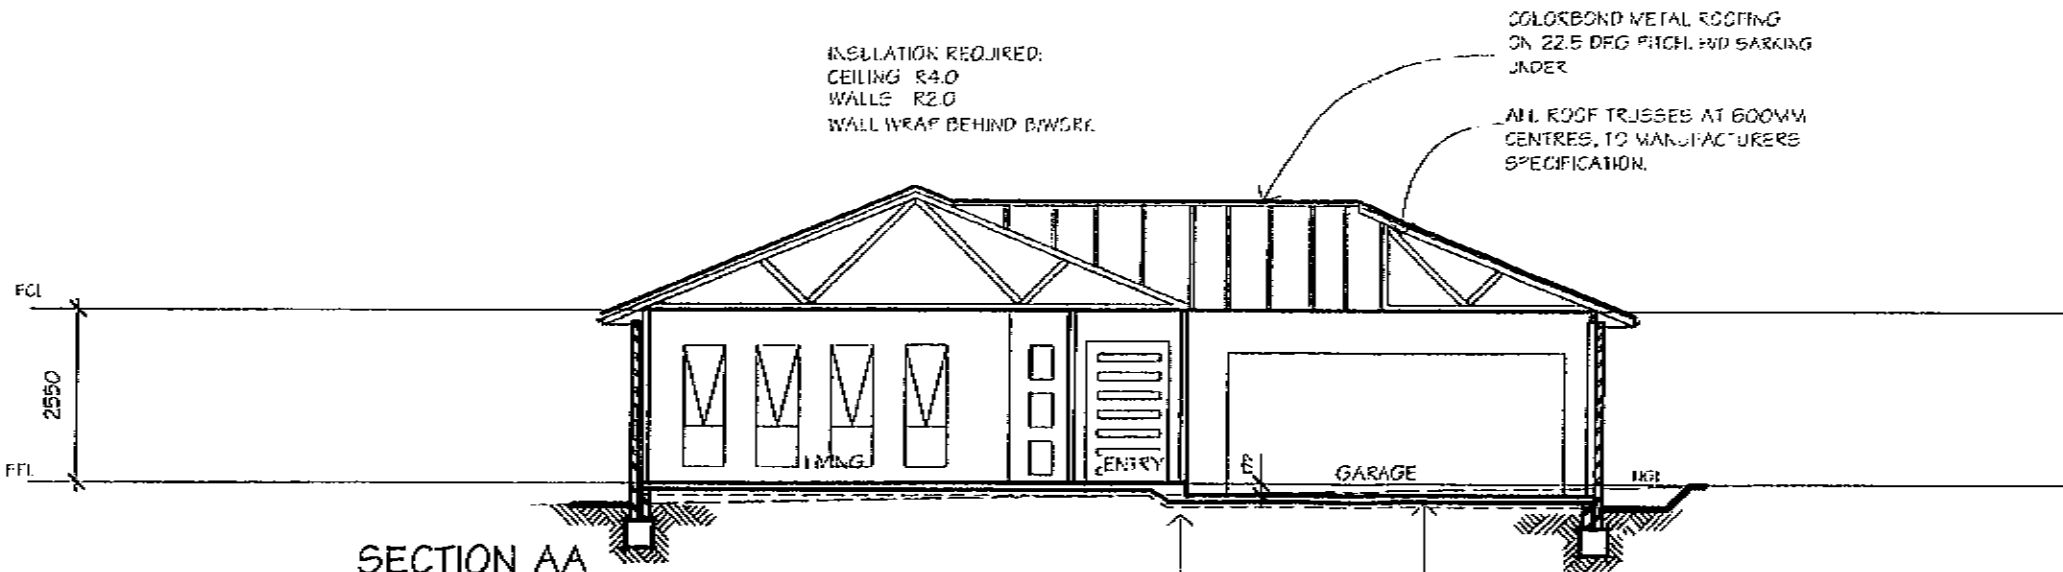 COLORBOND METAL ROOFING
ON 22.5 DEG PITCH. SARKING
UNDER
INSULATION REQUIRED:
CEILING R4.0
WALLS R2.0
WALL WRAP BEHIND B/WORK
ALL ROOF TRUSSES AT 600MM
CENTRES, TO MANUFACTURERS
SPECIFICATION.
FCL
2550
FFL
LIVING
ENTRY
GARAGE
NGL
SECTION AA